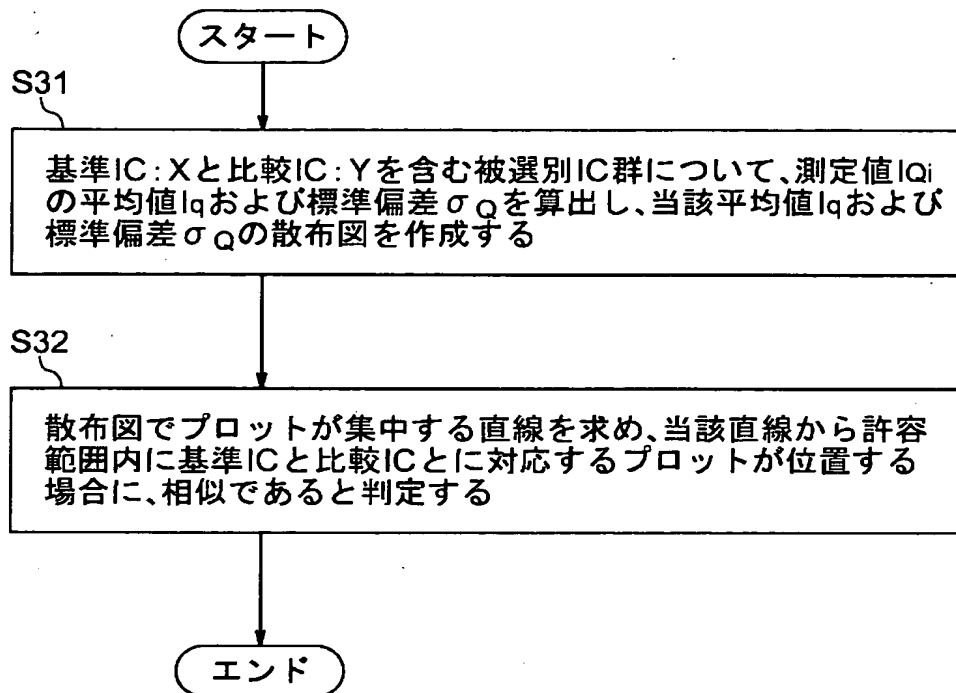 スタート
S31
基準IC:Xと比較IC:Yを含む被選別IC群について、測定値IQi
の平均値Iqおよび標準偏差σQを算出し、当該平均値Iqおよび
標準偏差σQの散布図を作成する
S32
散布図でプロットが集中する直線を求め、当該直線から許容
範囲内に基準ICと比較ICとに対応するプロットが位置する
場合に、相似であると判定する
エンド